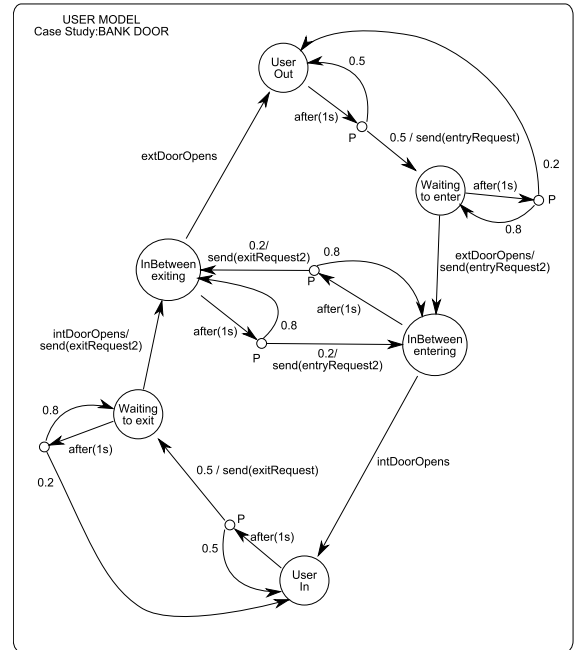 USER MODEL
Case Study:BANK DOOR
User
Out
0.5
after(1s)
P
0.5 / send(entryRequest)
0.2
extDoorOpens
Waiting
to enter
after(1s)
P
0.8
extDoorOpens/
send(entryRequest2)
0.2/
send(exitRequest2)
0.8
P
InBetween
exiting
after(1s)
after(1s)
0.8
P
0.2/
send(entryRequest2)
InBetween
entering
intDoorOpens/
send(exitRequest2)
0.8
Waiting
to exit
after(1s)
0.2
intDoorOpens
0.5 / send(exitRequest)
P
after(1s)
0.5
User
In